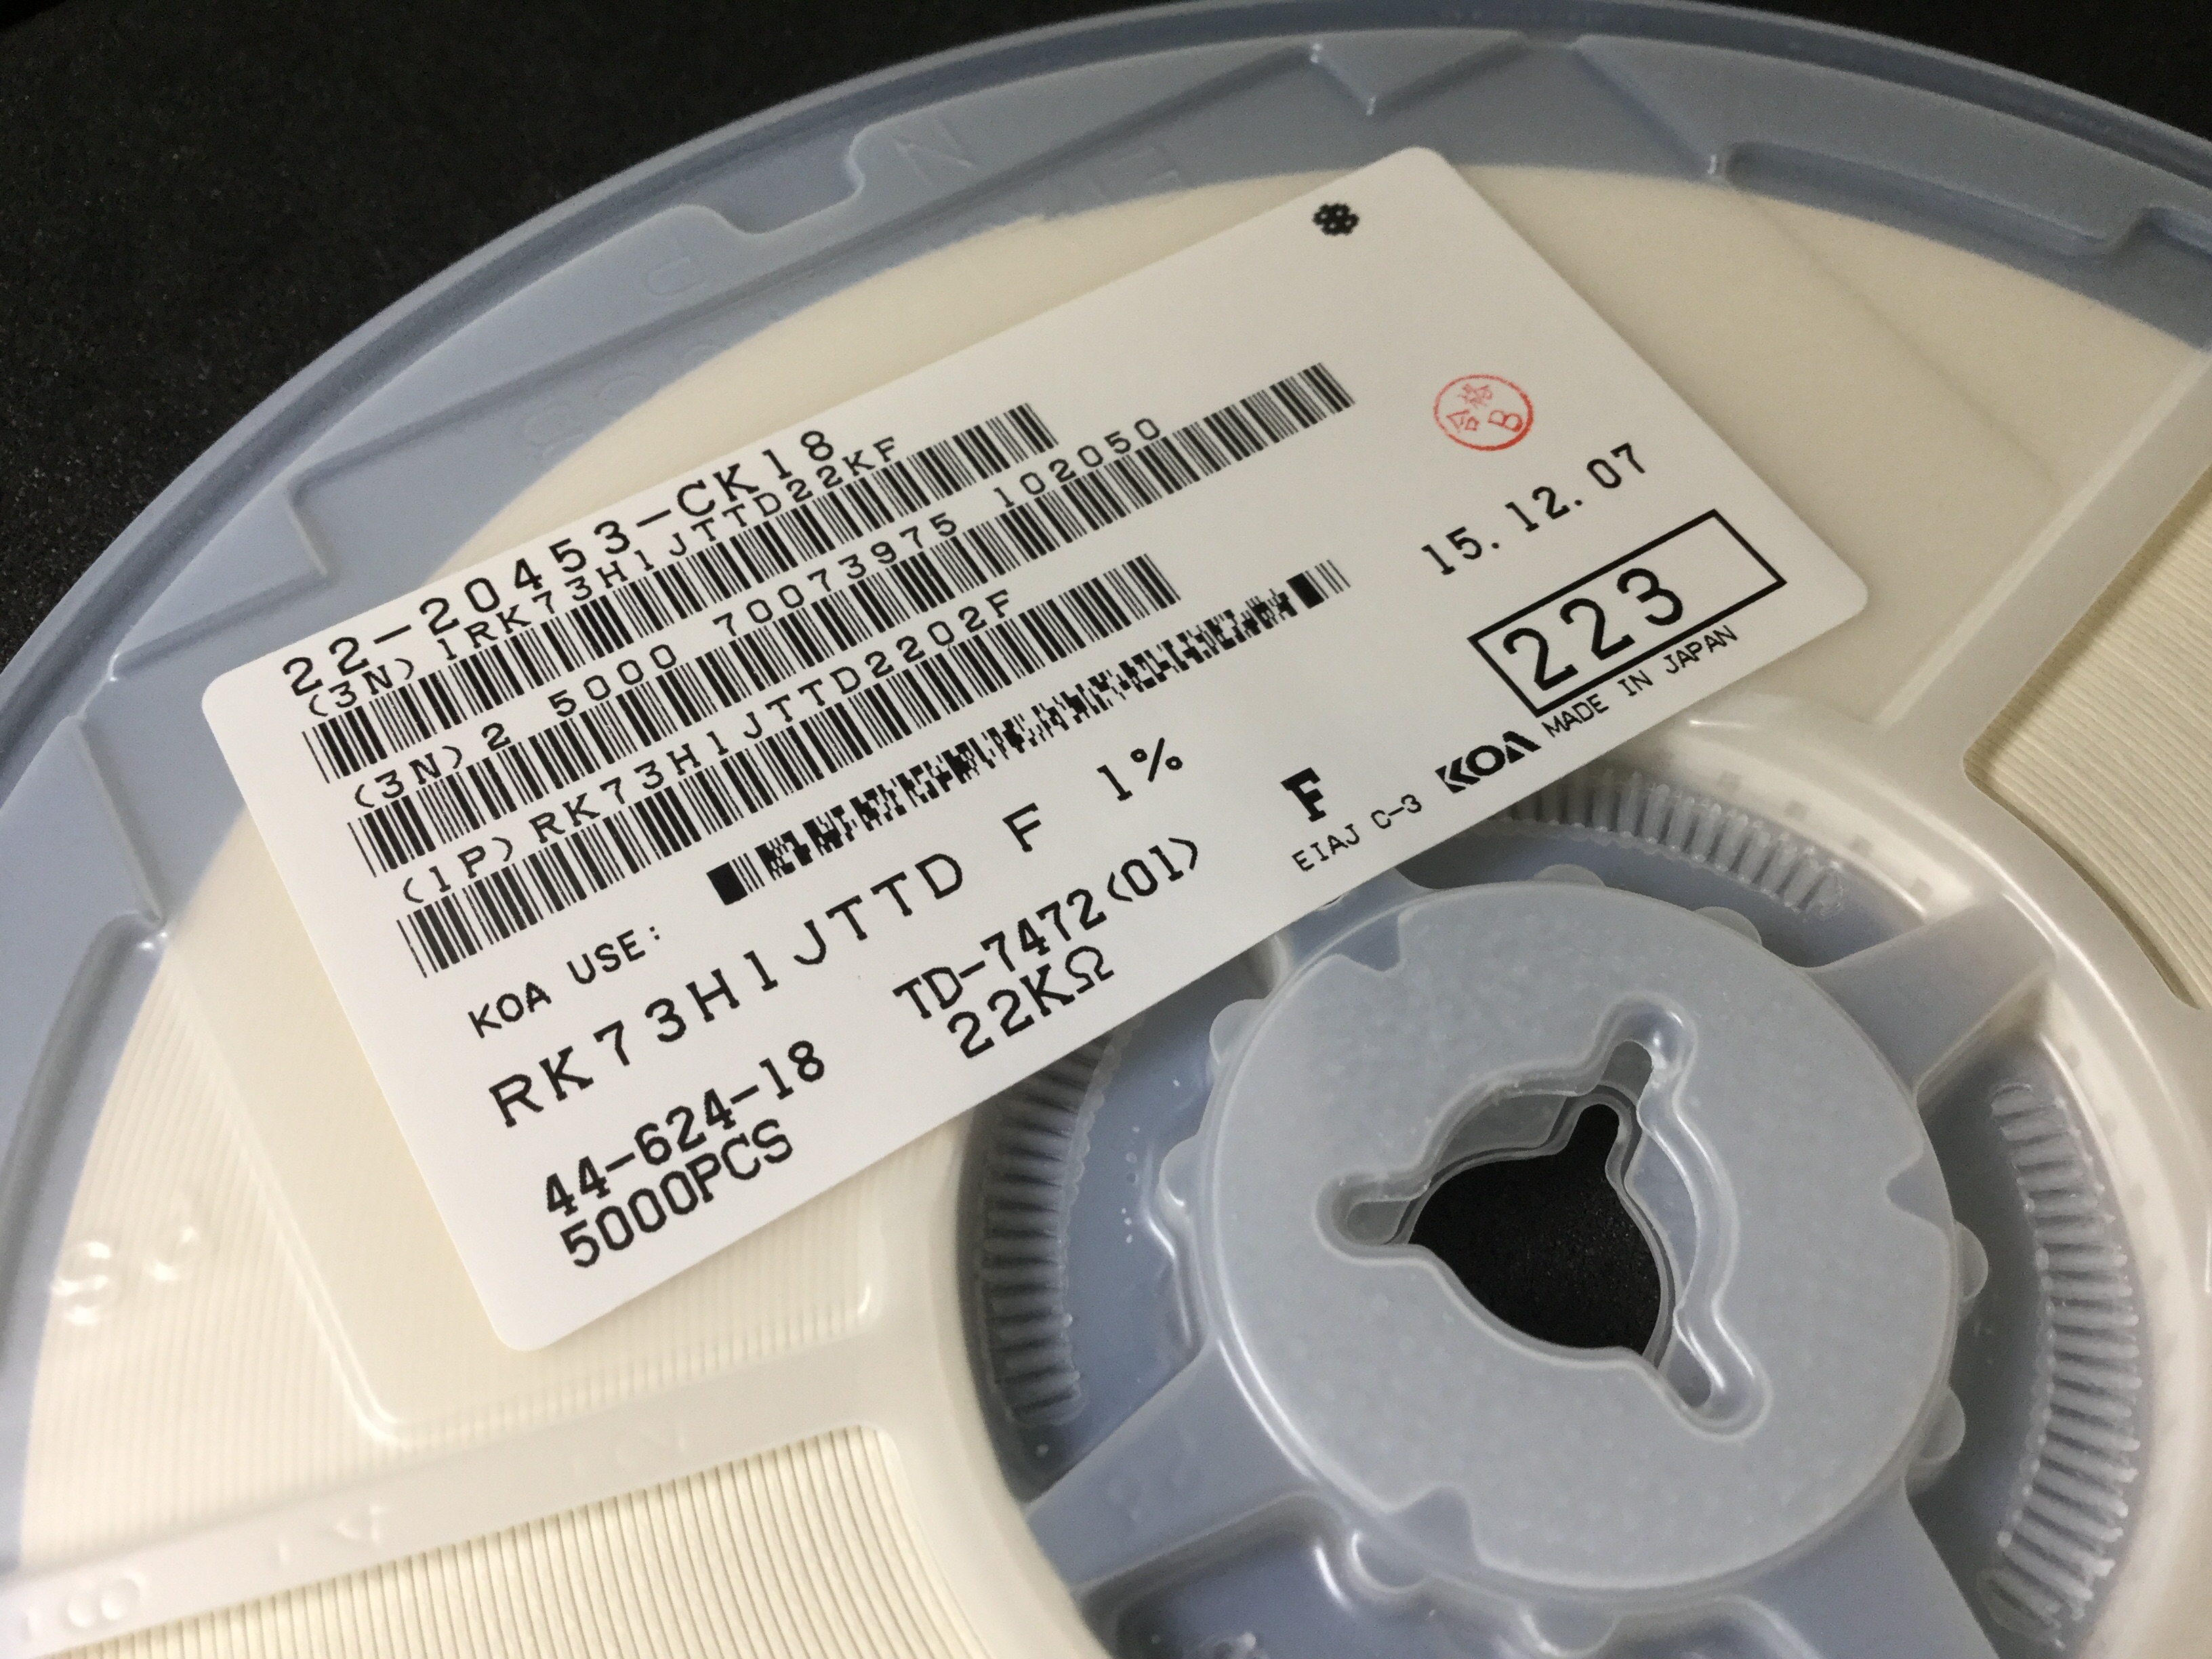 22-20453-CK18
(3N)1RK73H1JTTD22KF
(3N)2 5000 70073975 102050
(1P)RK73H1JTTD2202F
KOA USE:
RK73H1JTTD F 1%
44-624-18 TD-7472(01)
5000PCS 22KΩ
15.12.07
223
F
EIAJ C-3 KOA MADE IN JAPAN